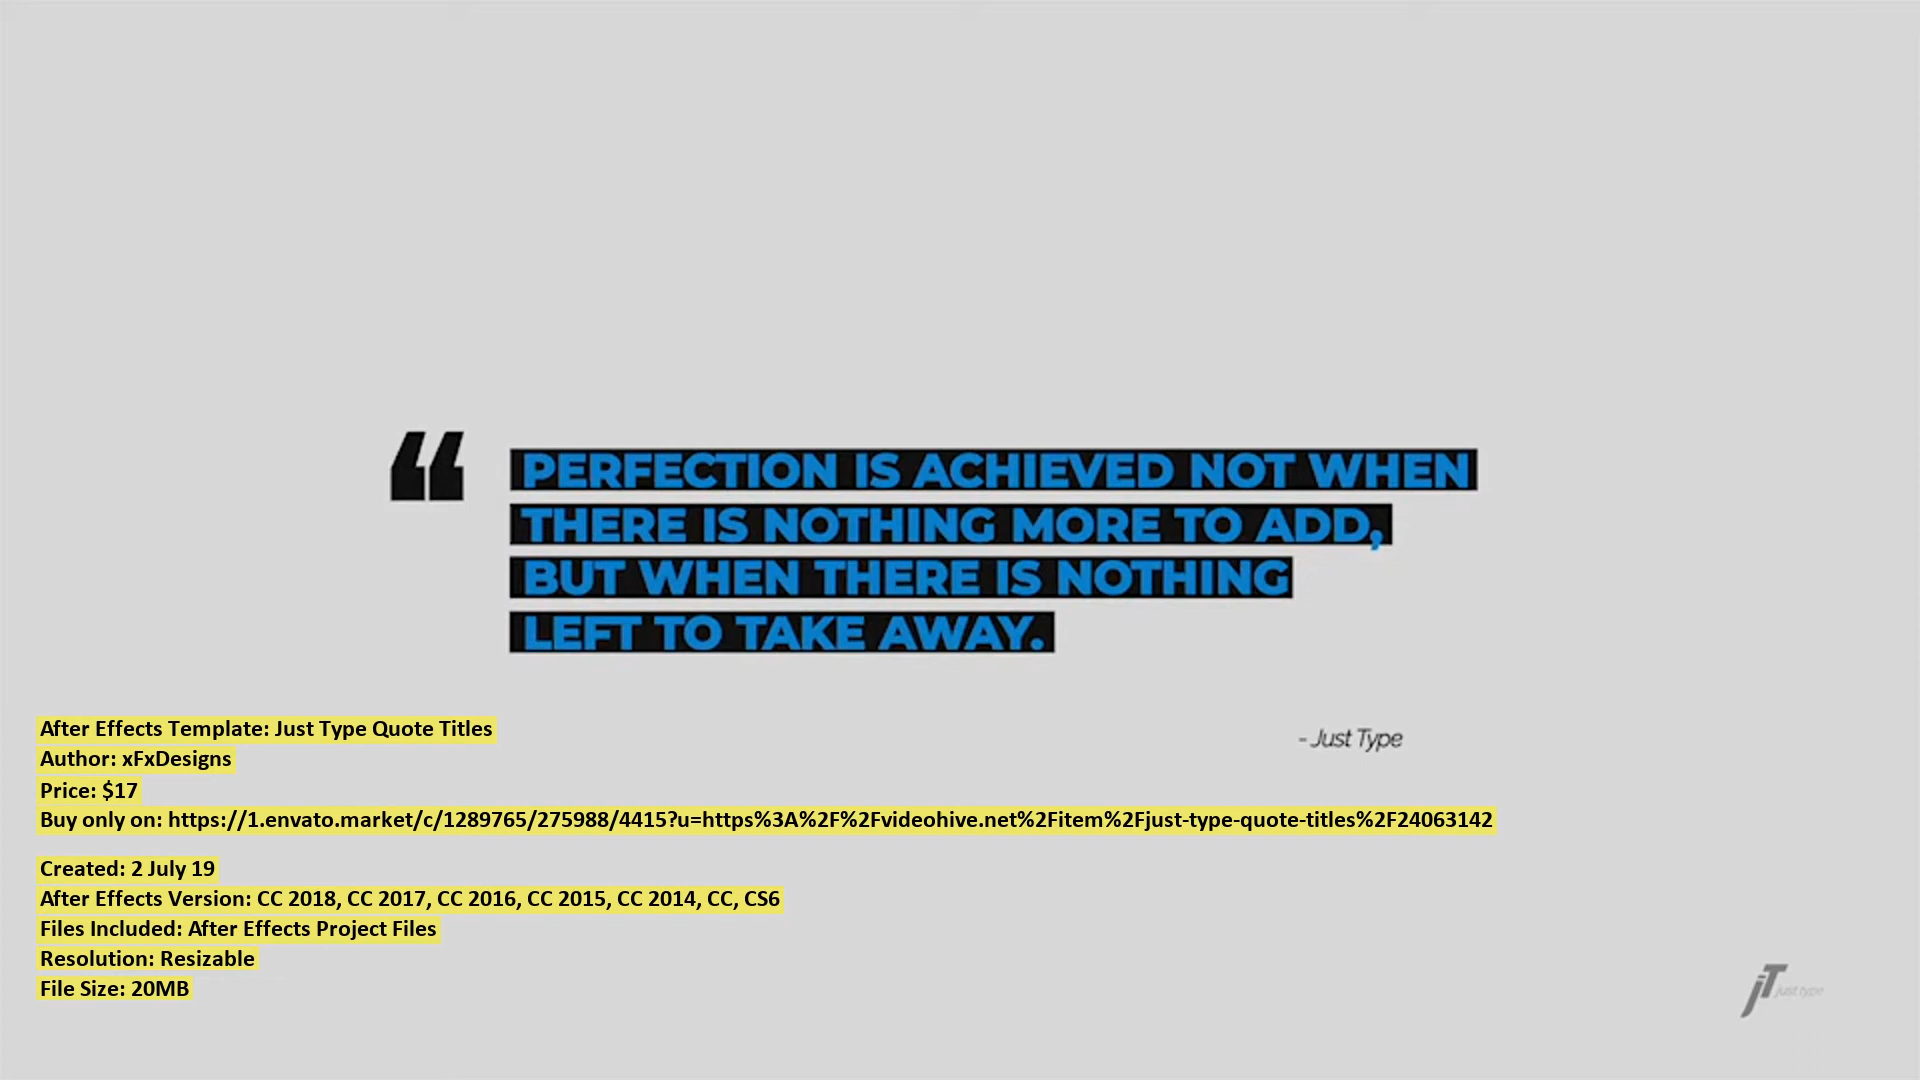 “
PERFECTION IS ACHIEVED NOT WHEN
THERE IS NOTHING MORE TO ADD,
BUT WHEN THERE IS NOTHING
LEFT TO TAKE AWAY.
- Just Type
After Effects Template: Just Type Quote Titles
Author: xFxDesigns
Price: $17
Buy only on: https://1.envato.market/c/1289765/275988/4415?u=https%3A%2F%2Fvideohive.net%2Fitem%2Fjust-type-quote-titles%2F24063142
Created: 2 July 19
After Effects Version: CC 2018, CC 2017, CC 2016, CC 2015, CC 2014, CC, CS6
Files Included: After Effects Project Files
Resolution: Resizable
File Size: 20MB
jT just type